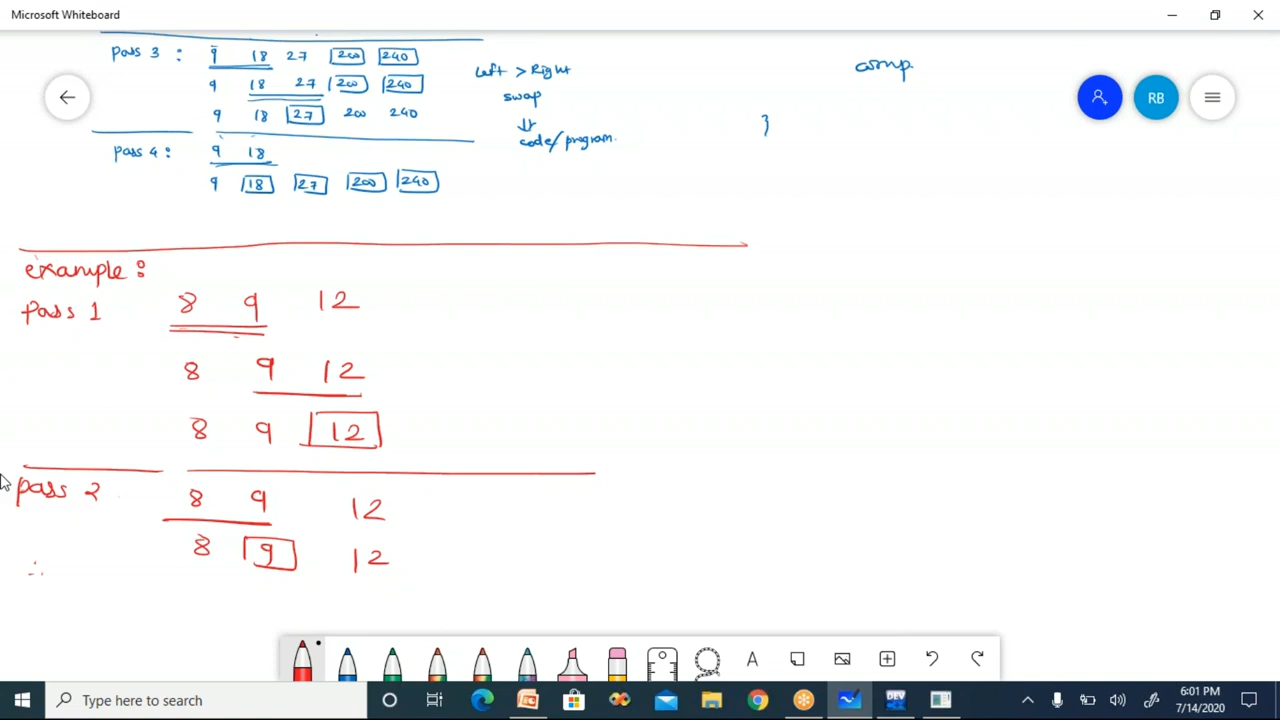 Microsoft Whiteboard
Pass 3 : 9 18 27 200 240
9 18 27 200 240
9 18 27 200 240
Pass 4 : 9 18
9 18 27 200 240
Left > Right
swap
code/program.
comp.
}
RB
example :
Pass 1 8 9 12
8 9 12
8 9 12
Pass 2 8 9 12
8 9 12
A
Type here to search
DEV
6:01 PM
7/14/2020